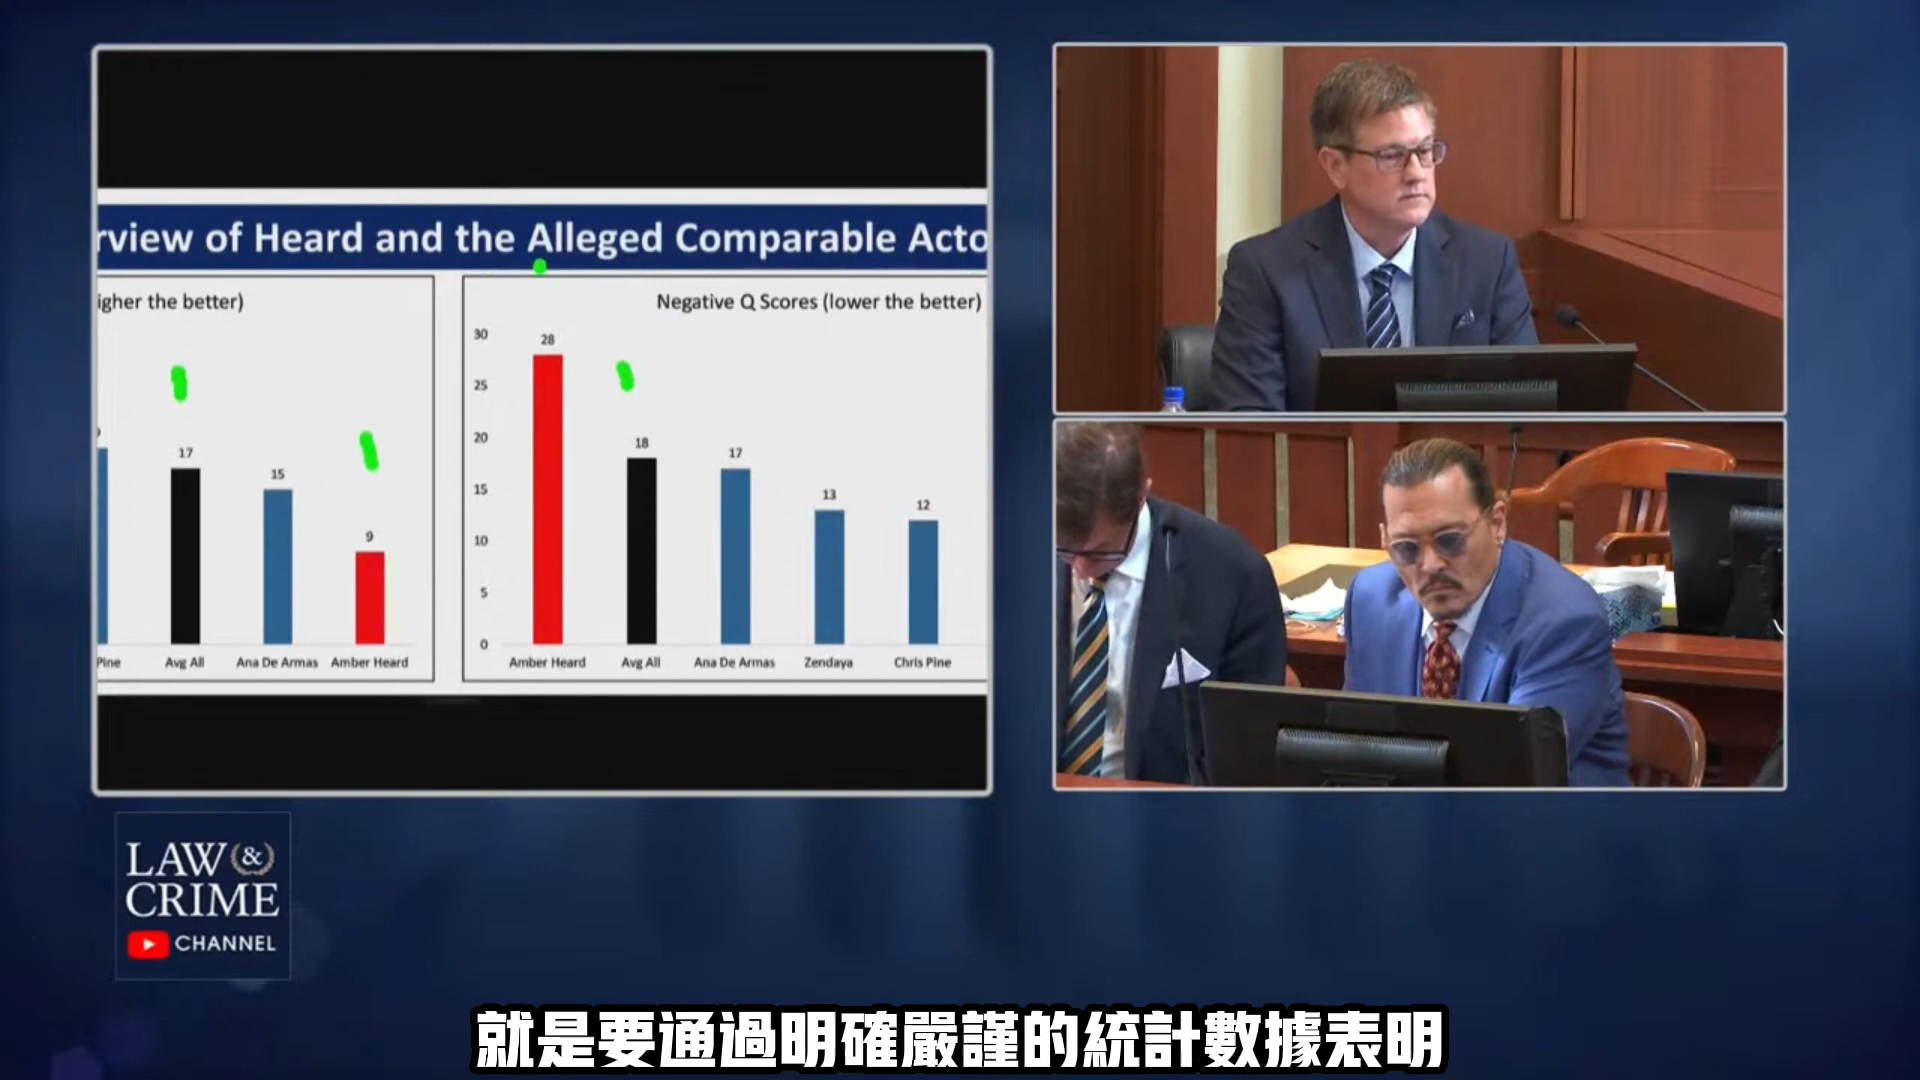 rview of Heard and the Alleged Comparable Acto
igher the better)
17
15
9
Pine
Avg All
Ana De Armas
Amber Heard
Negative Q Scores (lower the better)
30
25
20
15
10
5
0
28
18
17
13
12
Amber Heard
Avg All
Ana De Armas
Zendaya
Chris Pine
LAW &
CRIME
CHANNEL
就是要通過明確嚴謹的統計數據表明